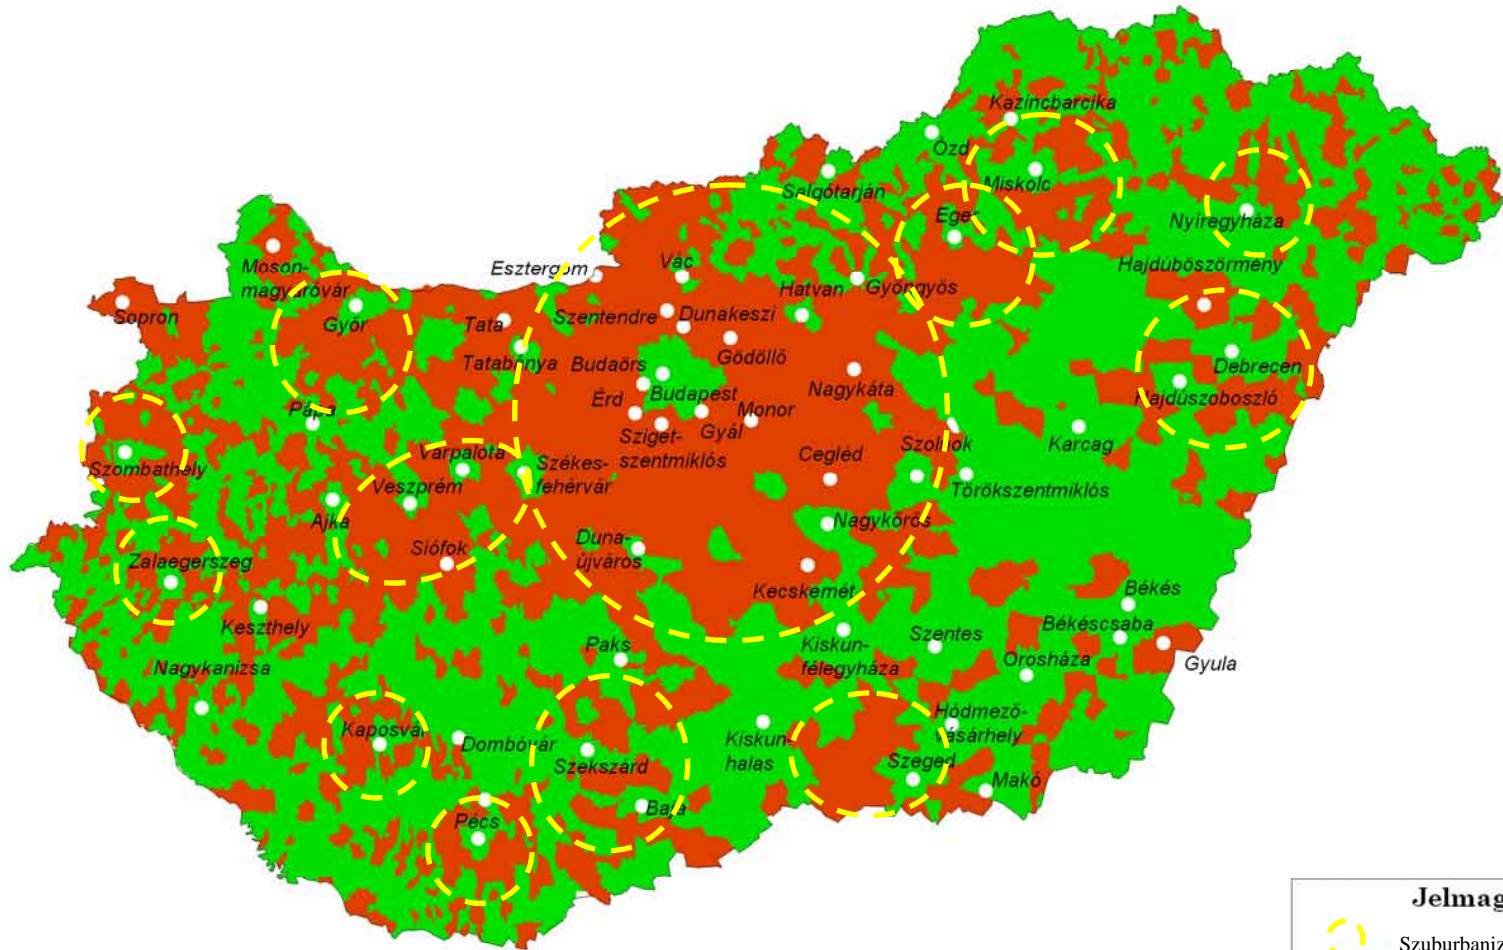 Kazincbarcika
Ózd
Miskolc
Salgótarján
Nyíregyháza
Eger
Hajdúböszörmény
Moson-
magyaróvár
Esztergom
Vác
Hatvan
Gyöngyös
Sopron
Győr
Tata
Szentendre
Dunakeszi
Tatabánya
Budaörs
Gödöllő
Debrecen
Nagykáta
Budapest
Érd
Hajdúszoboszló
Pápa
Monor
Gyál
Sziget-
szentmiklós
Szolnok
Karcag
Várpalota
Cegléd
Székes-
fehérvár
Szombathely
Veszprém
Törökszentmiklós
Ajka
Nagykőrös
Duna-
újváros
Siófok
Zalaegerszeg
Kecskemét
Békés
Keszthely
Békéscsaba
Szentes
Kiskun-
félegyháza
Paks
Orosháza
Gyula
Nagykanizsa
Hódmező-
vásárhely
Kaposvár
Dombóvár
Kiskun-
halas
Szekszárd
Szeged
Makó
Baja
Pécs
Jelmag
Szuburbaniz